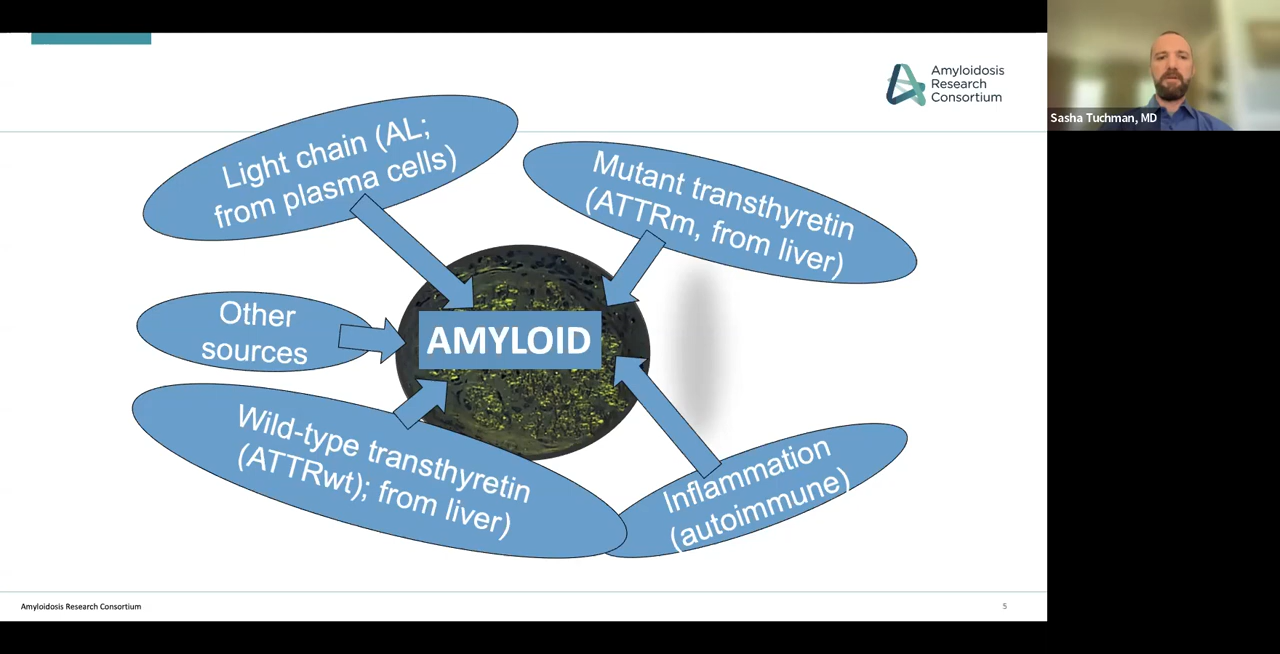 Amyloidosis
Research
Consortium
Sasha Tuchman, MD
Light chain (AL;
from plasma cells)
Mutant transthyretin
(ATTRm, from liver)
Other
sources
AMYLOID
Wild-type transthyretin
(ATTRwt); from liver)
Inflammation
(autoimmune)
Amyloidosis Research Consortium
5